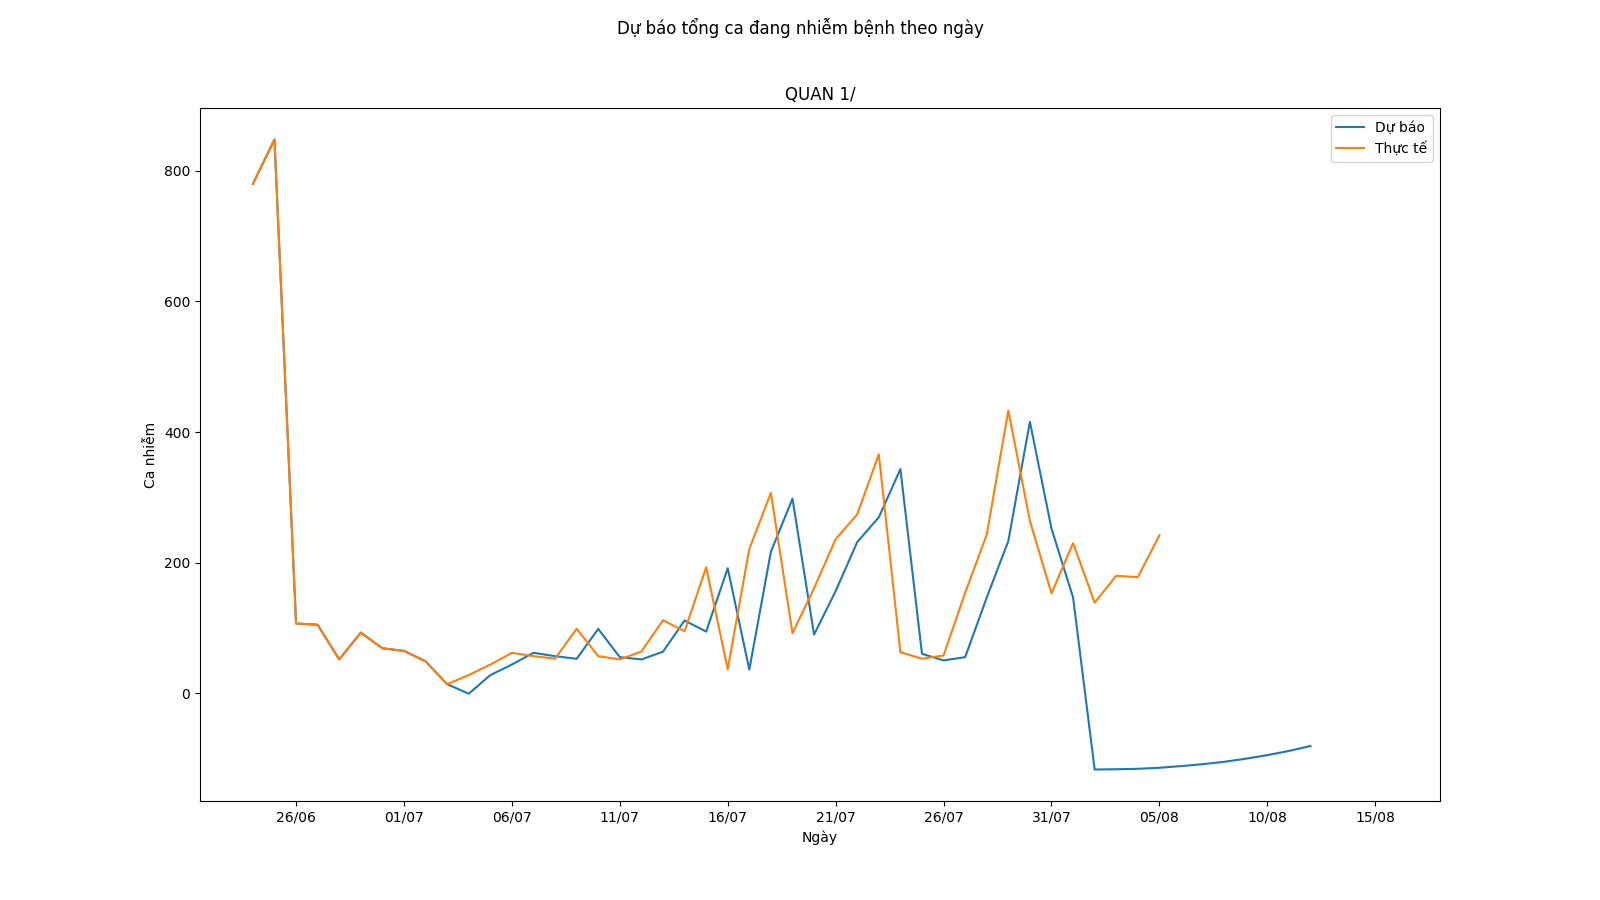 Dự báo tổng ca đang nhiễm bệnh theo ngày
QUAN 1/
Dự báo
Thực tế
800
600
400
200
0
Ca nhiễm
26/06 01/07 06/07 11/07 16/07 21/07 26/07 31/07 05/08 10/08 15/08
Ngày